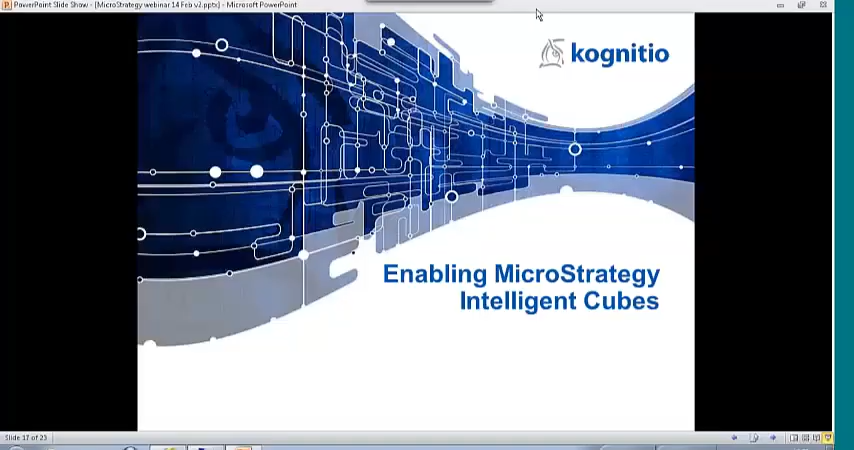 PowerPoint Slide Show - [MicroStrategy webinar 14 Feb v2.pptx] - Microsoft PowerPoint
kognitio
Enabling MicroStrategy
Intelligent Cubes
Slide 17 of 23